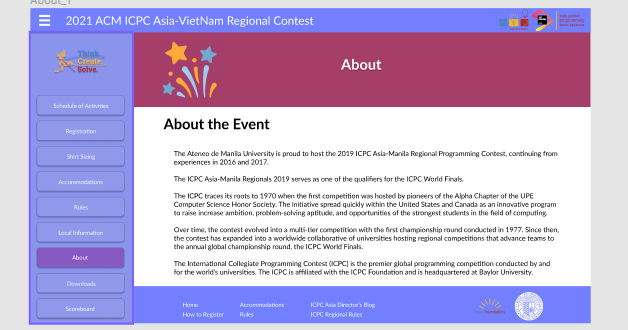 About_1
2021 ACM ICPC Asia-VietNam Regional Contest
Think.
Create.
Solve.
Schedule of Activities
Registration
Shirt Sizing
Accommodations
Rules
Local Information
About
Downloads
Scoreboard
About
About the Event
The Ateneo de Manila University is proud to host the 2019 ICPC Asia-Manila Regional Programming Contest, continuing from
experiences in 2016 and 2017.
The ICPC Asia-Manila Regionals 2019 serves as one of the qualifiers for the ICPC World Finals.
The ICPC traces its roots to 1970 when the first competition was hosted by pioneers of the Alpha Chapter of the UPE
Computer Science Honor Society. The initiative spread quickly within the United States and Canada as an innovative program
to raise increase ambition, problem-solving aptitude, and opportunities of the strongest students in the field of computing.
Over time, the contest evolved into a multi-tier competition with the first championship round conducted in 1977. Since then,
the contest has expanded into a worldwide collaborative of universities hosting regional competitions that advance teams to
the annual global championship round, the ICPC World Finals.
The International Collegiate Programming Contest (ICPC) is the premier global programming competition conducted by and
for the world's universities. The ICPC is affiliated with the ICPC Foundation and is headquartered at Baylor University.
Home
Accommodations
ICPC Asia Director's Blog
How to Register
Rules
ICPC Regional Rules